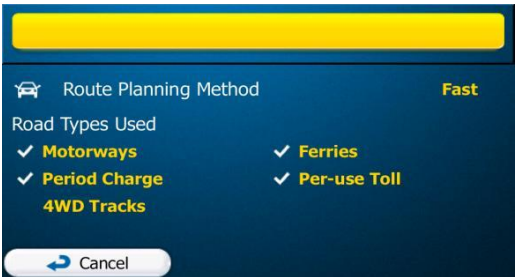 Route Planning Method Fast
Road Types Used
Motorways Ferries
Period Charge Per-use Toll
4WD Tracks
Cancel